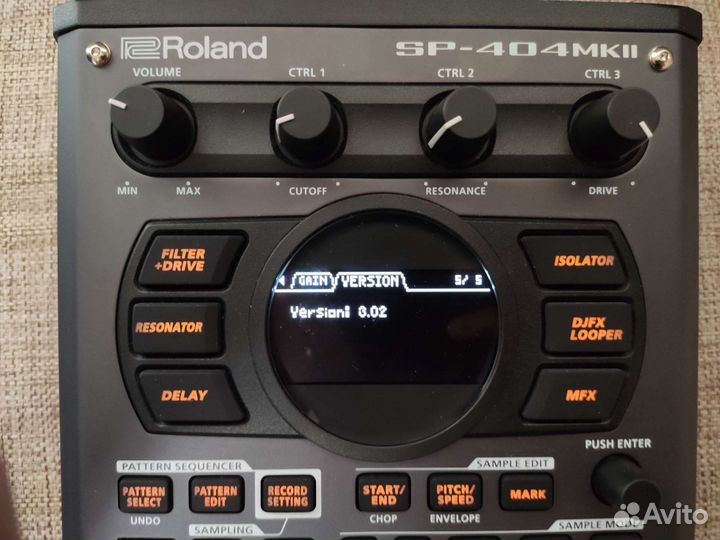 Roland
SP-404MKII
VOLUME
CTRL 1
CTRL 2
CTRL 3
MIN
MAX
CUTOFF
RESONANCE
DRIVE
FILTER
+DRIVE
ISOLATOR
GAIN
VERSION
5/ 5
Version: 0.02
RESONATOR
DJFX
LOOPER
DELAY
MFX
PUSH ENTER
PATTERN SEQUENCER
SAMPLE EDIT
PATTERN
SELECT
PATTERN
EDIT
RECORD
SETTING
START/
END
PITCH/
SPEED
MARK
UNDO
CHOP
ENVELOPE
SAMPLING
SAMPLE MODE
Avito